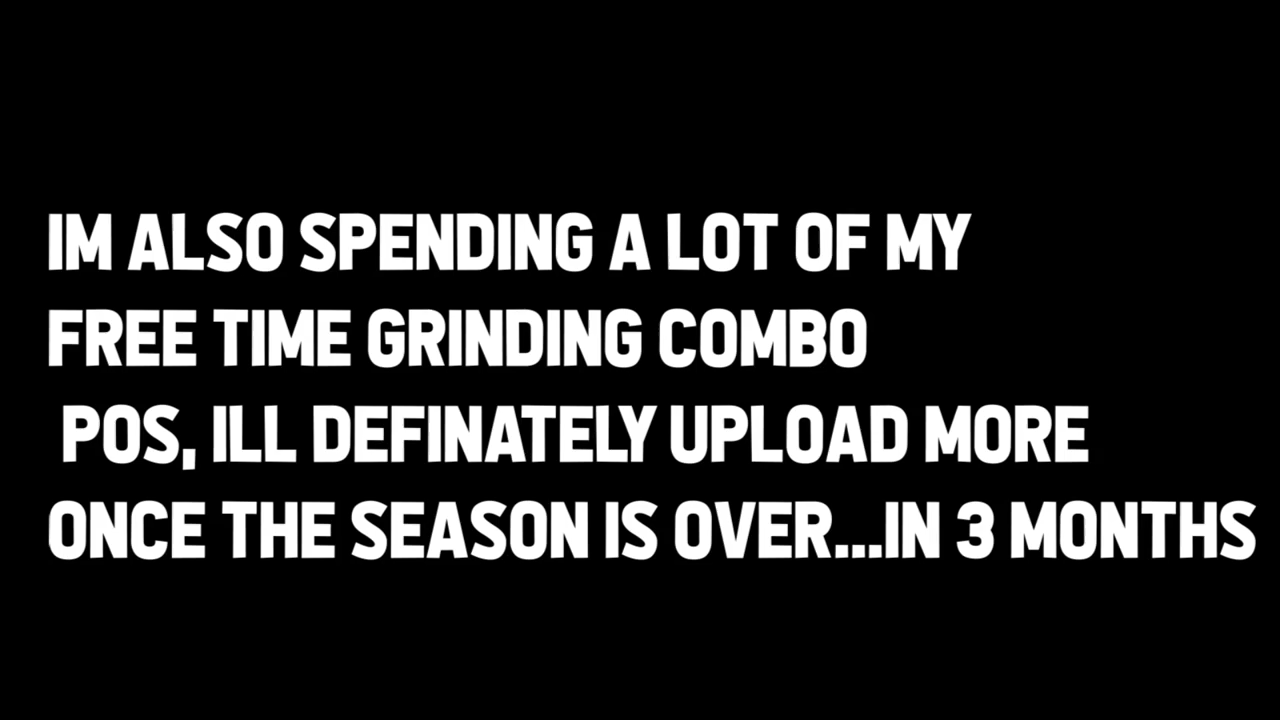 IM ALSO SPENDING A LOT OF MY
FREE TIME GRINDING COMBO
POS, ILL DEFINATELY UPLOAD MORE
ONCE THE SEASON IS OVER...IN 3 MONTHS